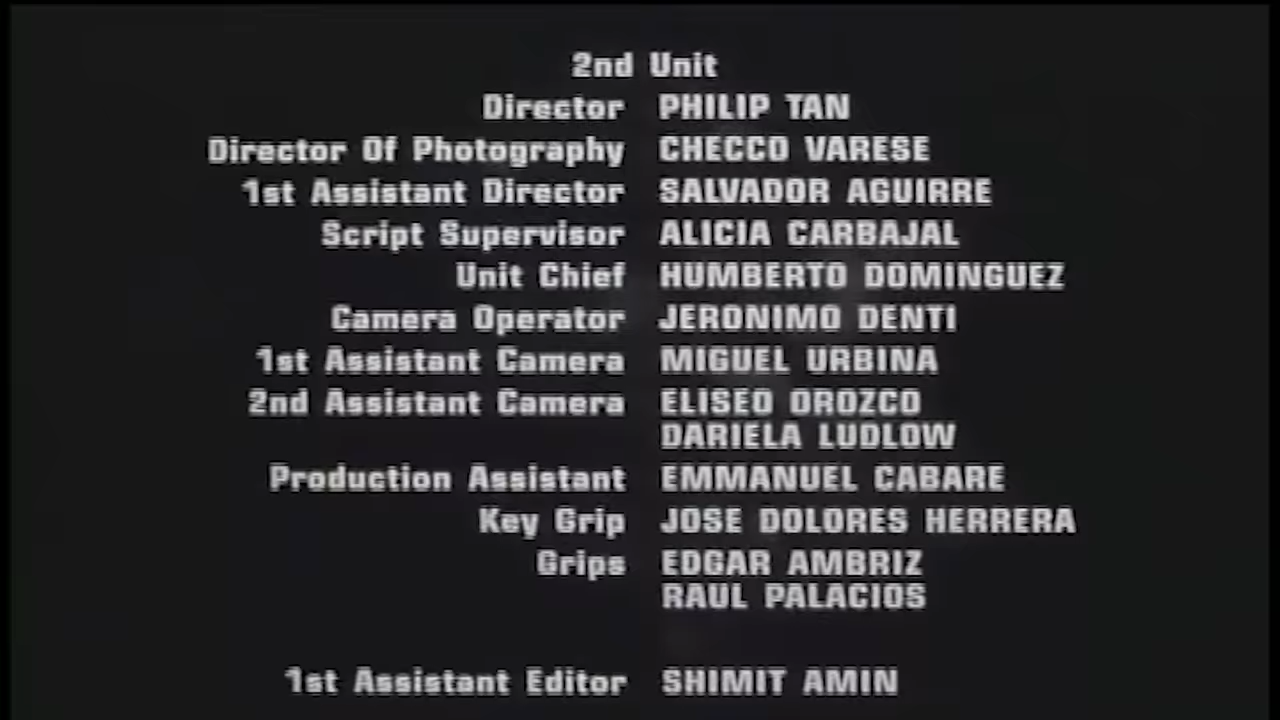 2nd Unit
Director PHILIP TAN
Director Of Photography CHECCO VARESE
1st Assistant Director SALVADOR AGUIRRE
Script Supervisor ALICIA CARBAJAL
Unit Chief HUMBERTO DOMINGUEZ
Camera Operator JERONIMO DENTI
1st Assistant Camera MIGUEL URBINA
2nd Assistant Camera ELISEO OROZCO
DARIELA LUDLOW
Production Assistant EMMANUEL CABARE
Key Grip JOSE DOLORES HERRERA
Grips EDGAR AMBRIZ
RAUL PALACIOS
1st Assistant Editor SHIMIT AMIN